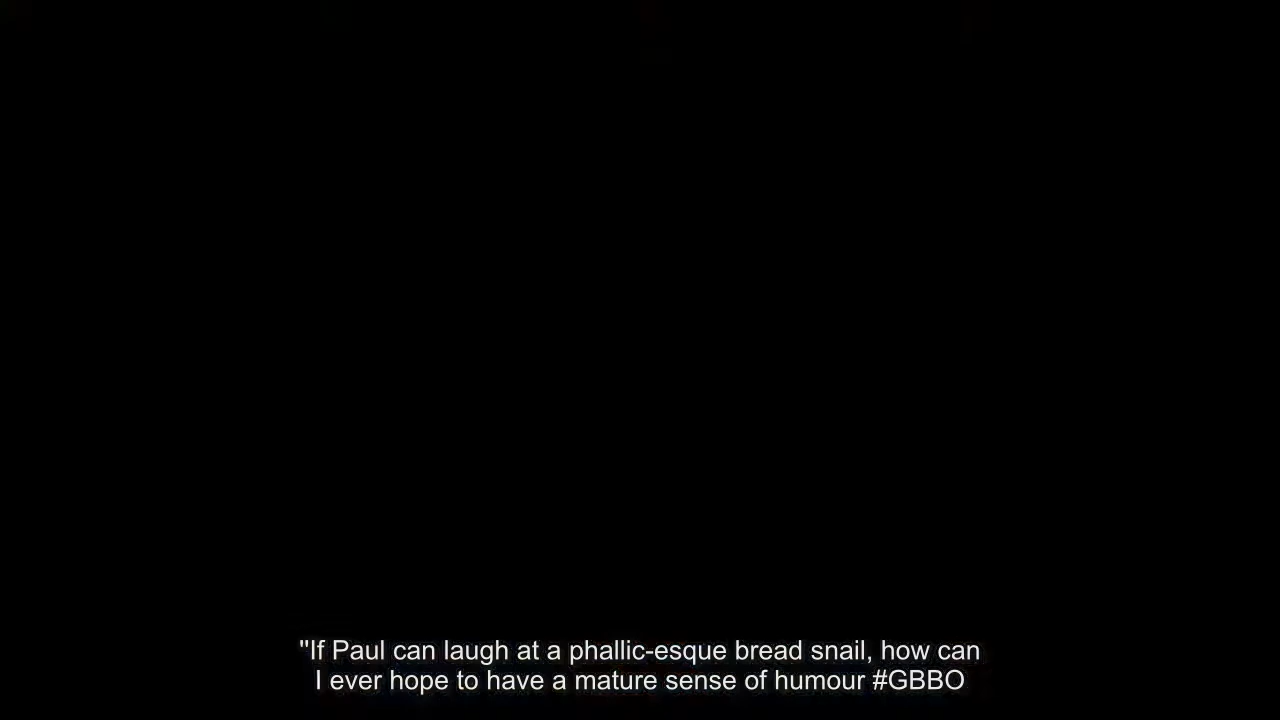 "If Paul can laugh at a phallic-esque bread snail, how can
I ever hope to have a mature sense of humour #GBBO